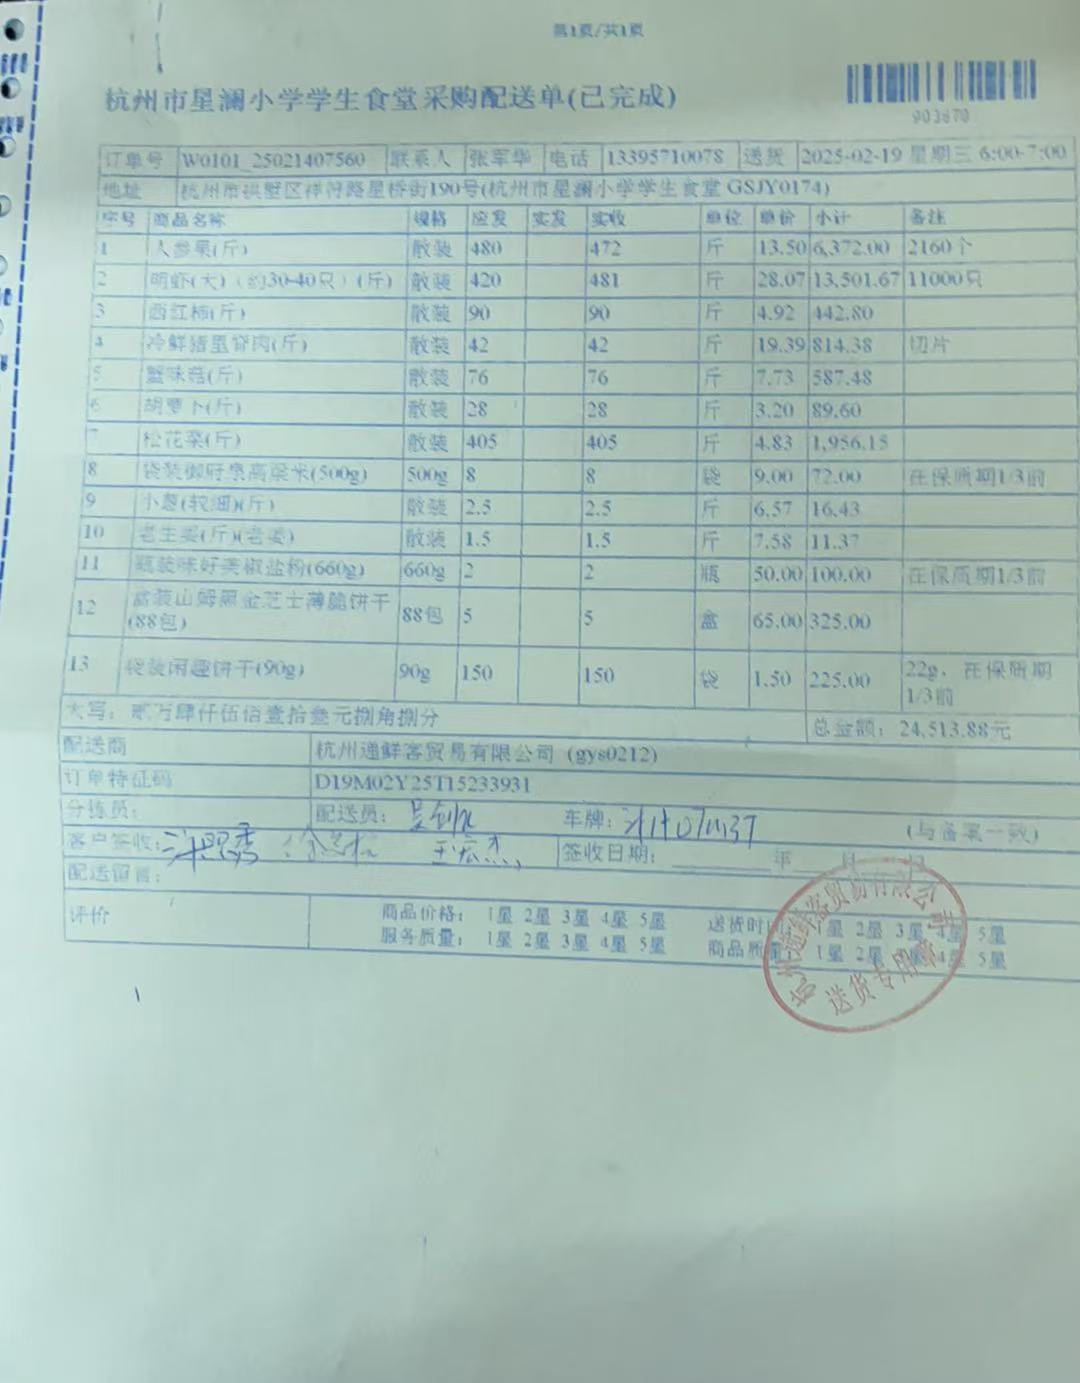 第1页/共1页
杭州市星澜小学学生食堂采购配送单(已完成)
903670
订单号 W0101_25021407560 联系人 张军华 电话 13395710078 送货 2025-02-19 星期三 6:00-7:00
地址 杭州市拱墅区祥符路星桥街190号(杭州市星澜小学学生食堂 GSJY0174)
序号 商品名称 规格 应发 实发 实收 单位 单价 小计 备注
1 人参果(斤) 散装 480 472 斤 13.50 6,372.00 2160个
2 明虾(大)(约30-40只)(斤) 散装 420 481 斤 28.07 13,501.67 11000只
3 西红柿(斤) 散装 90 90 斤 4.92 442.80
4 冷鲜猪里脊肉(斤) 散装 42 42 斤 19.39 814.38 切片
5 蟹味菇(斤) 散装 76 76 斤 7.73 587.48
6 胡萝卜(斤) 散装 28 28 斤 3.20 89.60
7 松花菜(斤) 散装 405 405 斤 4.83 1,956.15
8 袋装御府景高粱米(500g) 500g 8 8 袋 9.00 72.00 在保质期1/3前
9 小葱(较细)(斤) 散装 2.5 2.5 斤 6.57 16.43
10 老生姜(斤)(老姜) 散装 1.5 1.5 斤 7.58 11.37
11 瓶装味好美椒盐粉(660g) 660g 2 2 瓶 50.00 100.00 在保质期1/3前
12 盒装山姆黑金芝士薄脆饼干(88包) 88包 5 5 盒 65.00 325.00
13 袋装闲趣饼干(90g) 90g 150 150 袋 1.50 225.00 22g，在保质期1/3前
大写：贰万肆仟伍佰壹拾叁元捌角捌分 总金额：24,513.88元
配送商 杭州通鲜客贸易有限公司 (gys0212)
订单特征码 D19M02Y25T15233931
分拣员： 配送员： 车牌： (与备案一致)
客户签收： 王宏杰 签收日期： 年 月 日
配送留言：
评价 商品价格： 1星 2星 3星 4星 5星 送货时 星 2星 3星 4星 5星
服务质量： 1星 2星 3星 4星 5星 商品质量： 1星 2星 3星 4星 5星
杭州通鲜客贸易有限公司
送货专用章